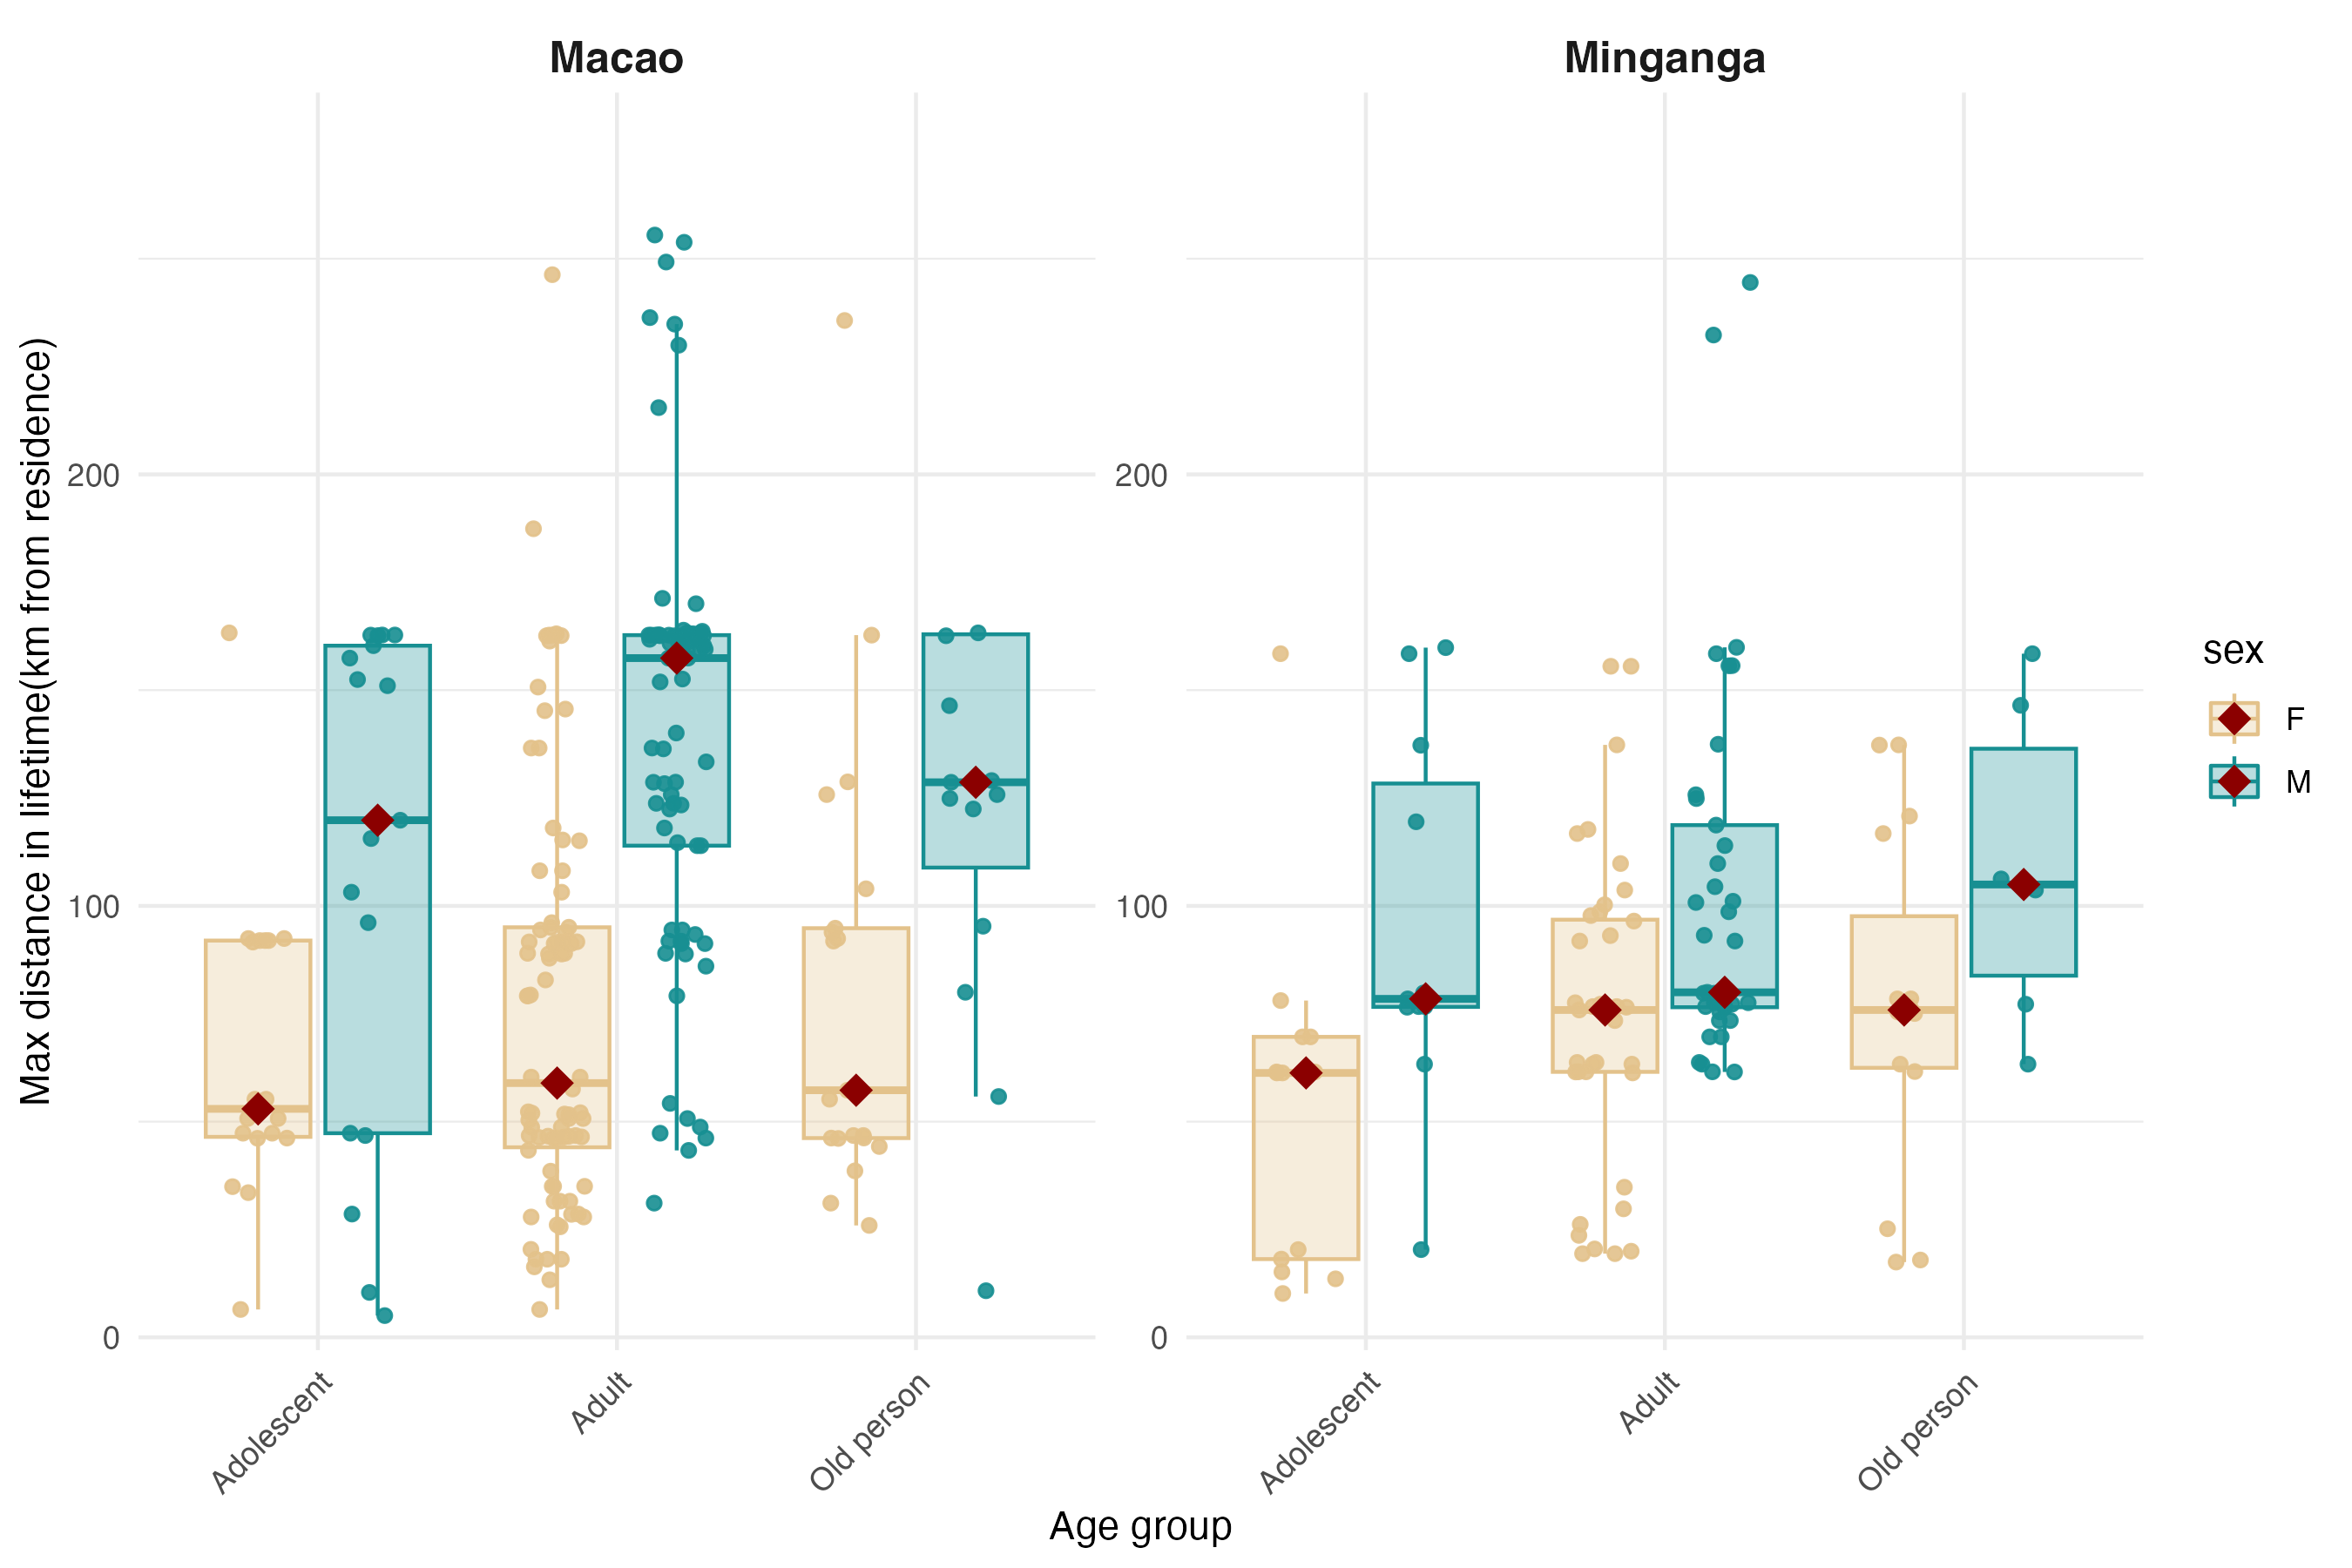 Macao
Minganga
Max distance in lifetime(km from residence)
200
100
0
200
100
0
Adolescent
Adult
Old person
Adolescent
Adult
Old person
Age group
sex
F
M